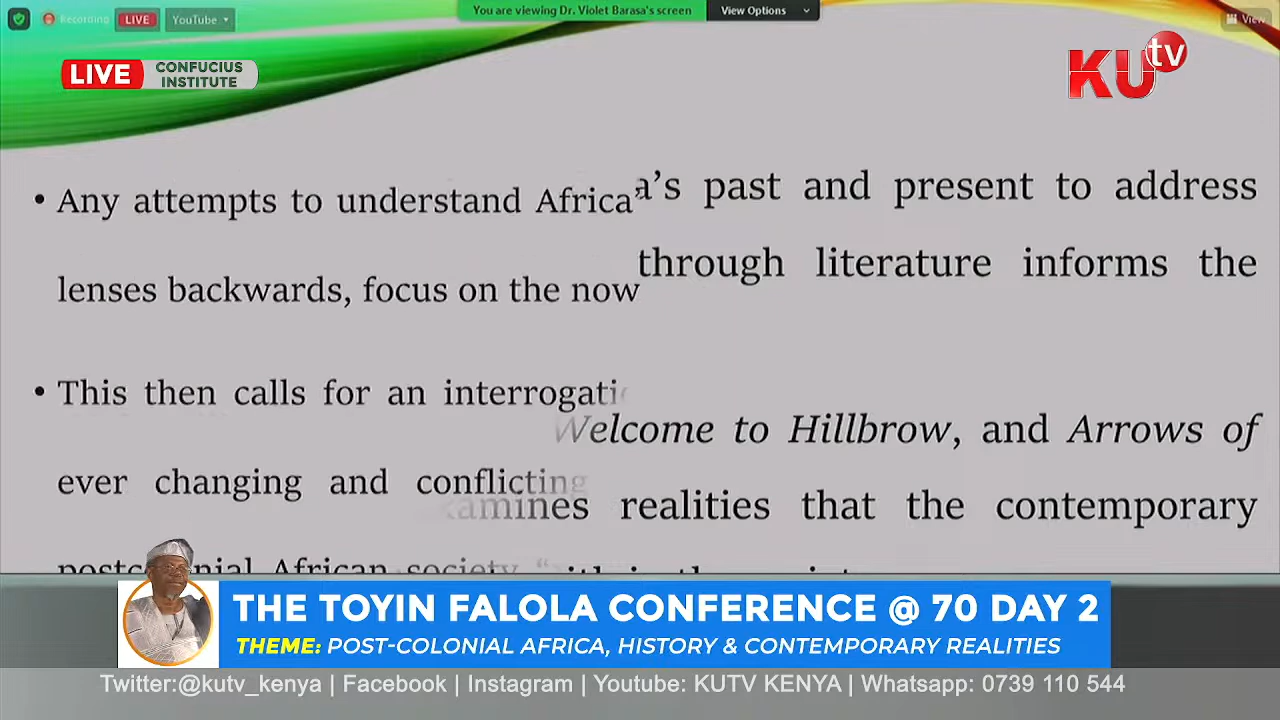 Recording
LIVE
YouTube
You are viewing Dr. Violet Barasa's screen
View Options
View
LIVE
CONFUCIUS
INSTITUTE
KU tv
• Any attempts to understand Africa'
a's past and present to address
lenses backwards, focus on the now
through literature informs the
• This then calls for an
Welcome to Hillbrow, and Arrows of
ever changing and conflicting
realities that the contemporary
African society
THE TOYIN FALOLA CONFERENCE @ 70 DAY 2
THEME: POST-COLONIAL AFRICA, HISTORY & CONTEMPORARY REALITIES
Twitter:@kutv_kenya | Facebook | Instagram | Youtube: KUTV KENYA | Whatsapp: 0739 110 544